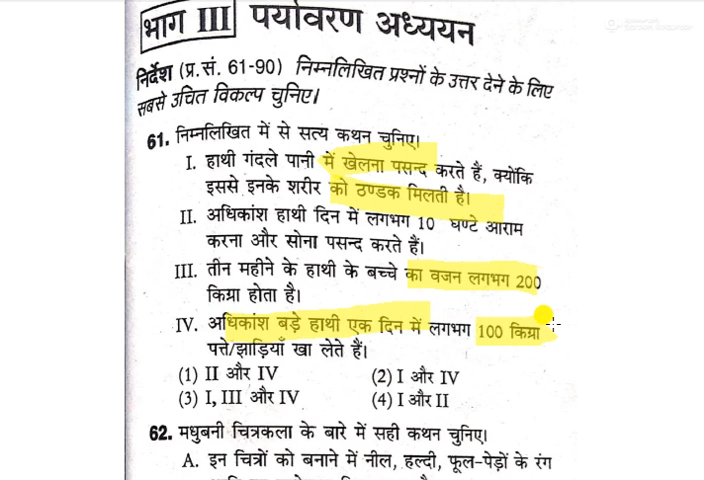 भाग III पर्यावरण अध्ययन
निर्देश (प्र.सं. 61-90) निम्नलिखित प्रश्नों के उत्तर देने के लिए
सबसे उचित विकल्प चुनिए।
61. निम्नलिखित में से सत्य कथन चुनिए।
I. हाथी गंदले पानी में खेलना पसन्द करते हैं, क्योंकि
इससे इनके शरीर को ठण्डक मिलती है।
II. अधिकांश हाथी दिन में लगभग 10 घण्टे आराम
करना और सोना पसन्द करते हैं।
III. तीन महीने के हाथी के बच्चे का वजन लगभग 200
किग्रा होता है।
IV. अधिकांश बड़े हाथी एक दिन में लगभग 100 किग्रा
पत्ते/झाड़ियाँ खा लेते हैं।
(1) II और IV (2) I और IV
(3) I, III और IV (4) I और II
62. मधुबनी चित्रकला के बारे में सही कथन चुनिए।
A. इन चित्रों को बनाने में नील, हल्दी, फूल-पेड़ों के रंग